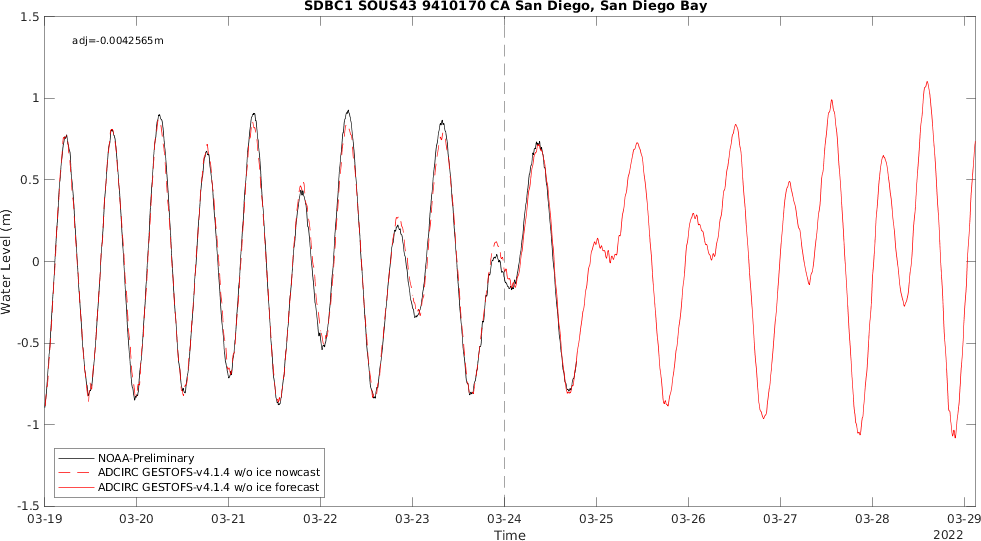 SDBC1 SOUS43 9410170 CA San Diego, San Diego Bay
adj=-0.0042565m
1.5
1
0.5
0
-0.5
-1
-1.5
Water Level (m)
NOAA-Preliminary
ADCIRC GESTOFS-v4.1.4 w/o ice nowcast
ADCIRC GESTOFS-v4.1.4 w/o ice forecast
03-19 03-20 03-21 03-22 03-23 03-24 03-25 03-26 03-27 03-28 03-29
2022
Time